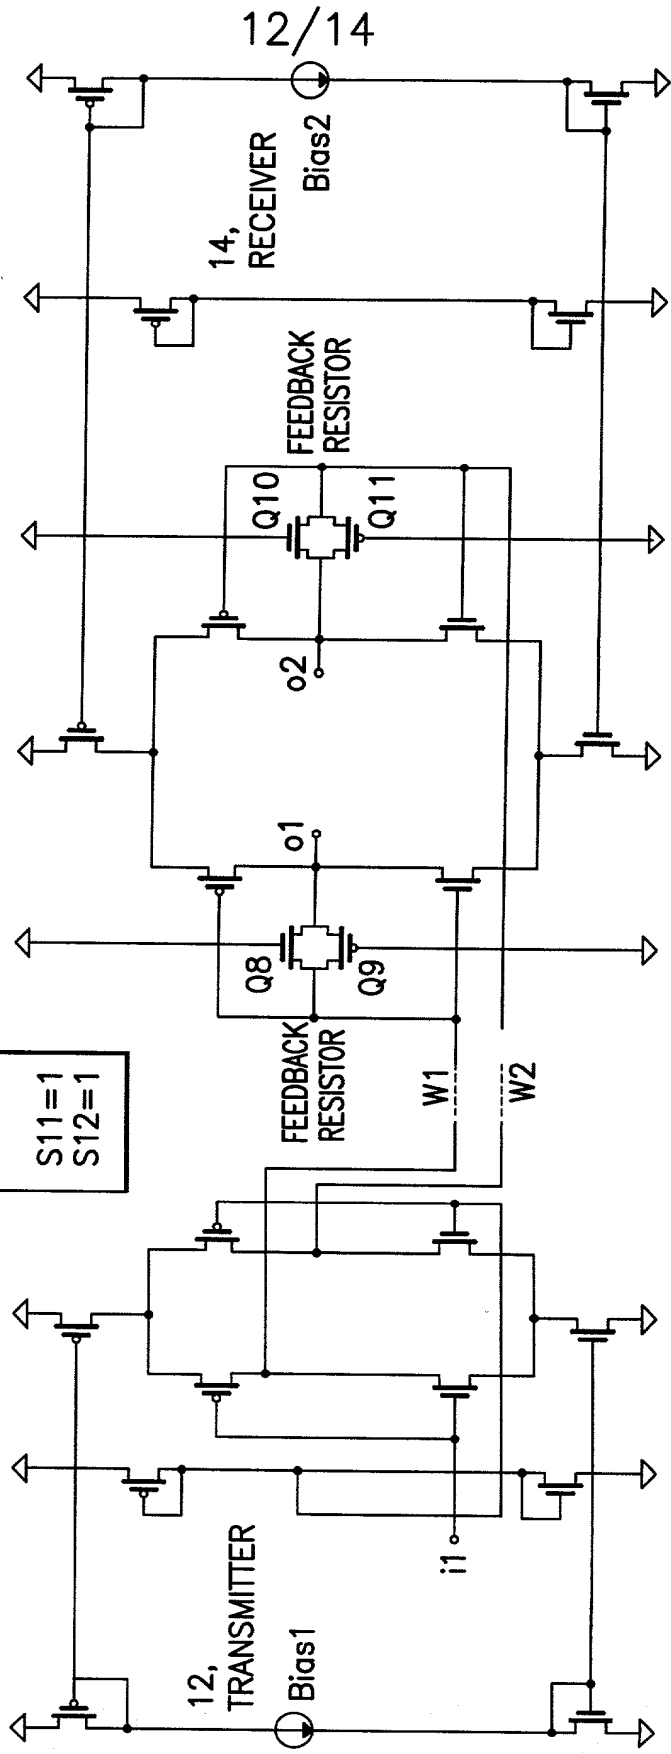 12/14
Bias2
14,
RECEIVER
FEEDBACK
RESISTOR
Q10
Q11
o2
o1
Q8
Q9
FEEDBACK
RESISTOR
W1
W2
S11=1
S12=1
i1
12,
TRANSMITTER
Bias1